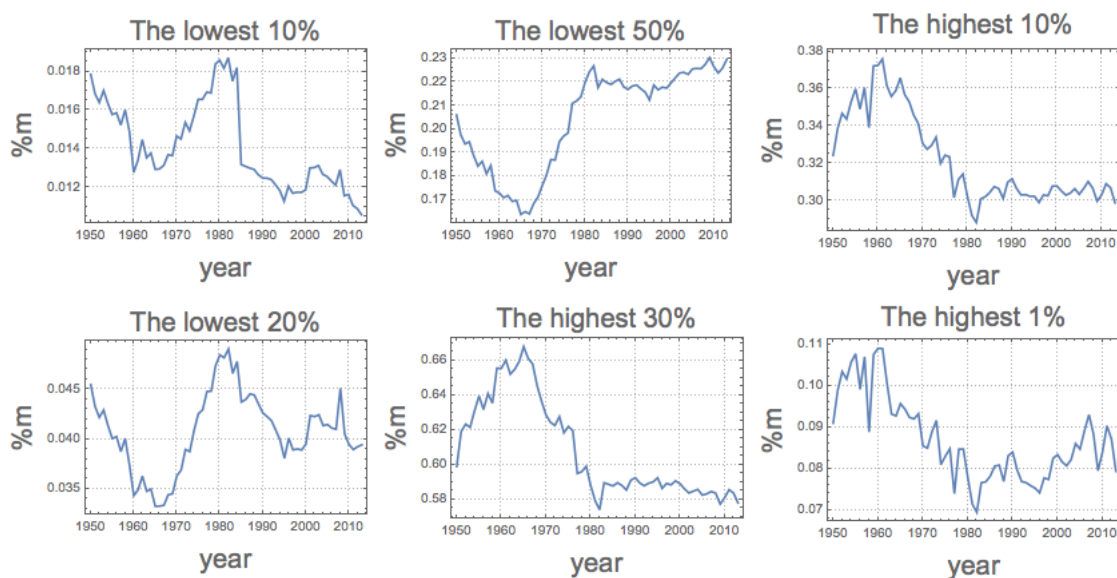 The lowest 10%
%m
0.018
0.016
0.014
0.012
1950 1960 1970 1980 1990 2000 2010
year
The lowest 50%
%m
0.23
0.22
0.21
0.20
0.19
0.18
0.17
1950 1960 1970 1980 1990 2000 2010
year
The highest 10%
%m
0.38
0.36
0.34
0.32
0.30
1950 1960 1970 1980 1990 2000 2010
year
The lowest 20%
%m
0.045
0.040
0.035
1950 1960 1970 1980 1990 2000 2010
year
The highest 30%
%m
0.66
0.64
0.62
0.60
0.58
1950 1960 1970 1980 1990 2000 2010
year
The highest 1%
%m
0.11
0.10
0.09
0.08
0.07
1950 1960 1970 1980 1990 2000 2010
year